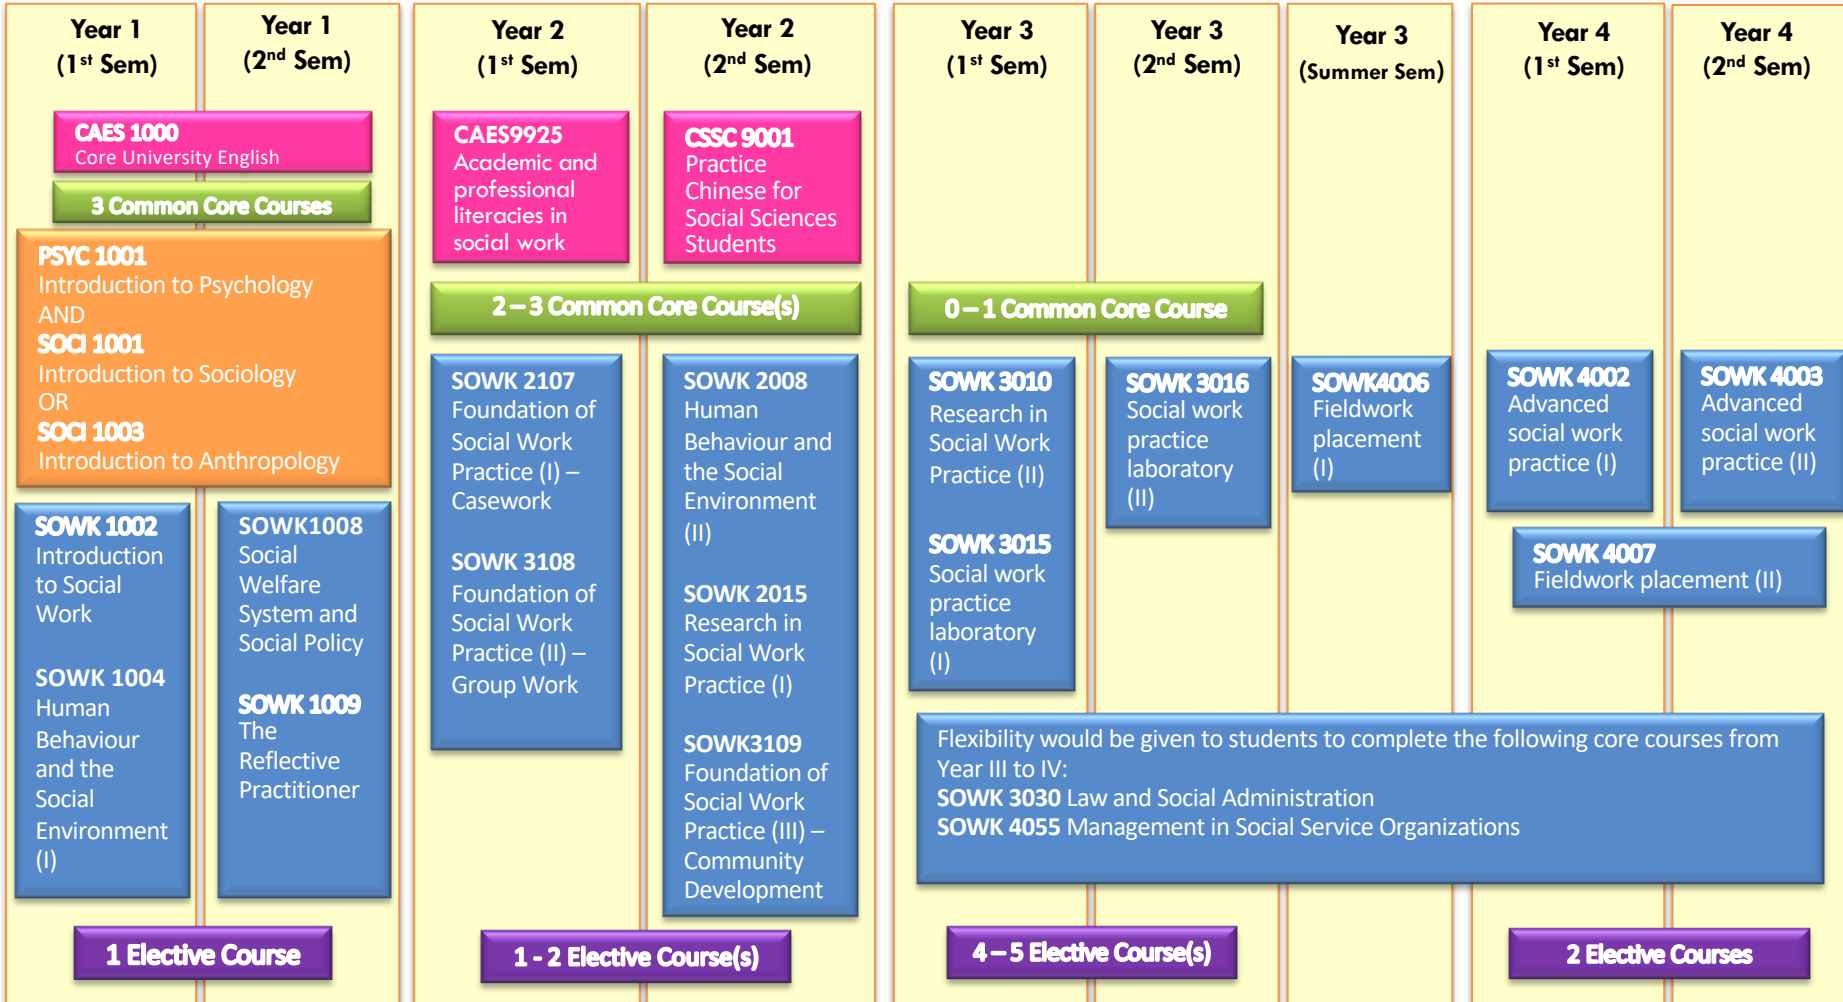 Year 1
(1st Sem)
Year 1
(2nd Sem)
Year 2
(1st Sem)
Year 2
(2nd Sem)
Year 3
(1st Sem)
Year 3
(2nd Sem)
Year 3
(Summer Sem)
Year 4
(1st Sem)
Year 4
(2nd Sem)
CAES 1000
Core University English
3 Common Core Courses
PSYC 1001
Introduction to Psychology
AND
SOCI 1001
Introduction to Sociology
OR
SOCI 1003
Introduction to Anthropology
SOWK 1002
Introduction
to Social
Work
SOWK 1004
Human
Behaviour
and the
Social
Environment
(I)
SOWK1008
Social
Welfare
System and
Social Policy
SOWK 1009
The
Reflective
Practitioner
1 Elective Course
CAES9925
Academic and
professional
literacies in
social work
CSSC 9001
Practice
Chinese for
Social Sciences
Students
2 – 3 Common Core Course(s)
SOWK 2107
Foundation of
Social Work
Practice (I) –
Casework
SOWK 3108
Foundation of
Social Work
Practice (II) –
Group Work
SOWK 2008
Human
Behaviour and
the Social
Environment
(II)
SOWK 2015
Research in
Social Work
Practice (I)
SOWK3109
Foundation of
Social Work
Practice (III) –
Community
Development
1 - 2 Elective Course(s)
0 – 1 Common Core Course
SOWK 3010
Research in
Social Work
Practice (II)
SOWK 3015
Social work
practice
laboratory
(I)
SOWK 3016
Social work
practice
laboratory
(II)
SOWK4006
Fieldwork
placement
(I)
SOWK 4002
Advanced
social work
practice (I)
SOWK 4003
Advanced
social work
practice (II)
SOWK 4007
Fieldwork placement (II)
Flexibility would be given to students to complete the following core courses from
Year III to IV:
SOWK 3030 Law and Social Administration
SOWK 4055 Management in Social Service Organizations
4 – 5 Elective Course(s)
2 Elective Courses